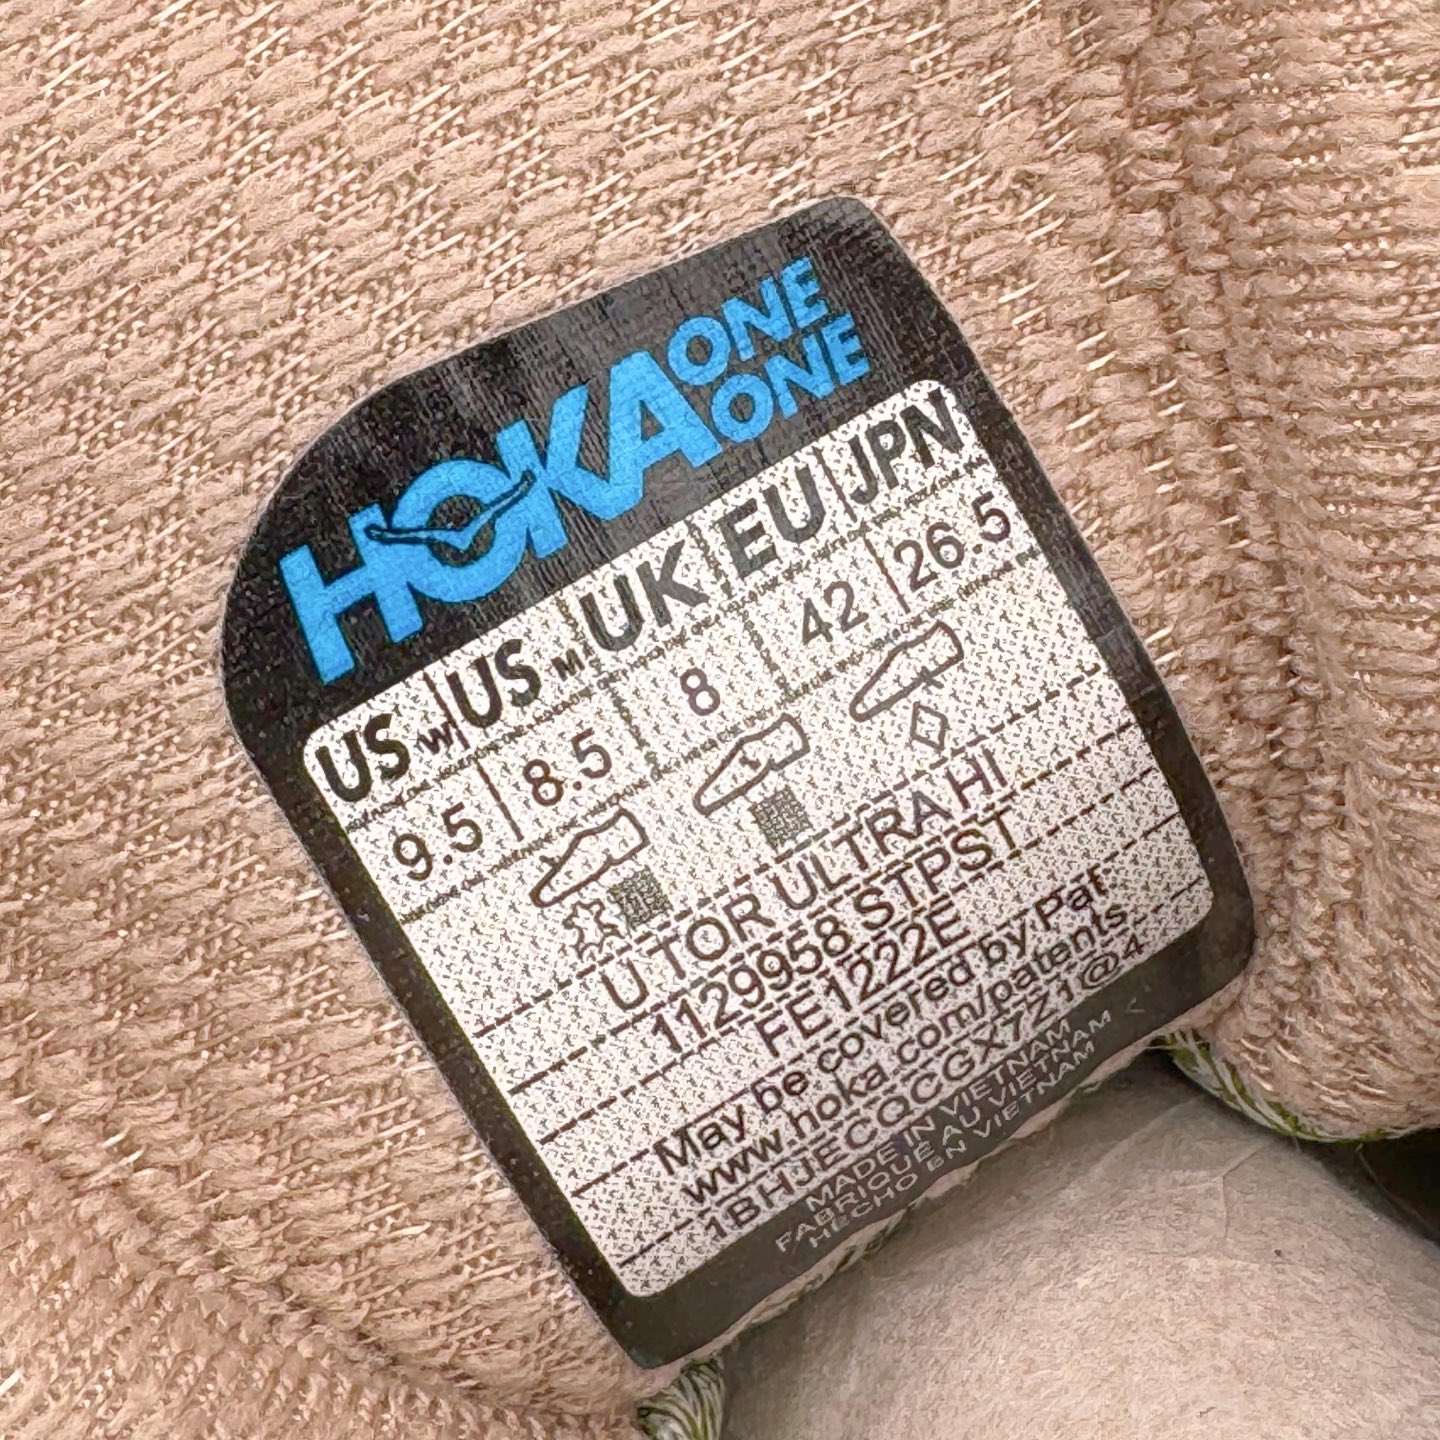 HOKA ONE ONE
US W US M UK EU JPN
9.5 8.5 8 42 26.5
U TOR ULTRA HI
1129958 STPST
FE1222E
May be covered by Pat
www.hoka.com/patents
1BHJECQCGX7Z1@4
MADE IN VIETNAM
FABRIQUÉ AU VIETNAM
HECHO EN VIETNAM